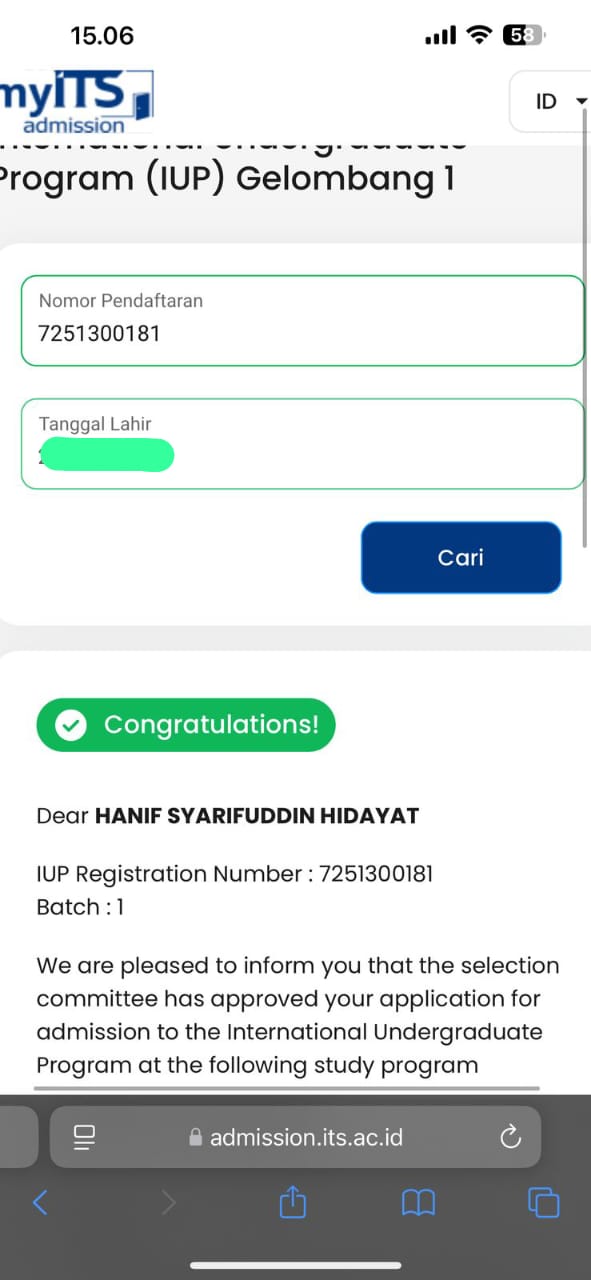 15.06
58
myITS
admission
ID
Program (IUP) Gelombang 1
Nomor Pendaftaran
7251300181
Tanggal Lahir
Cari
Congratulations!
Dear HANIF SYARIFUDDIN HIDAYAT
IUP Registration Number : 7251300181
Batch : 1
We are pleased to inform you that the selection
committee has approved your application for
admission to the International Undergraduate
Program at the following study program
admission.its.ac.id